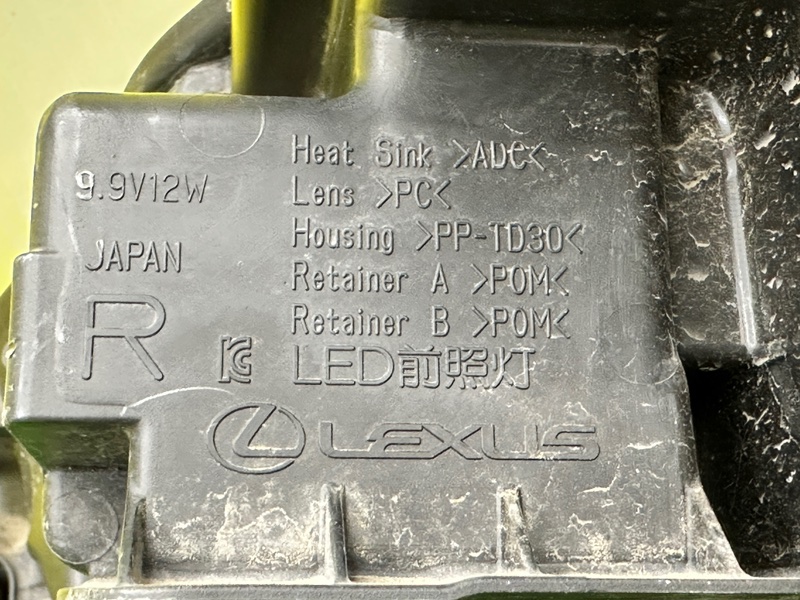 Heat Sink >ADC<
9.9V12W
Lens >PC<
Housing >PP-TD30<
JAPAN
Retainer A >POM<
Retainer B >POM<
R
LED前照灯
LEXUS